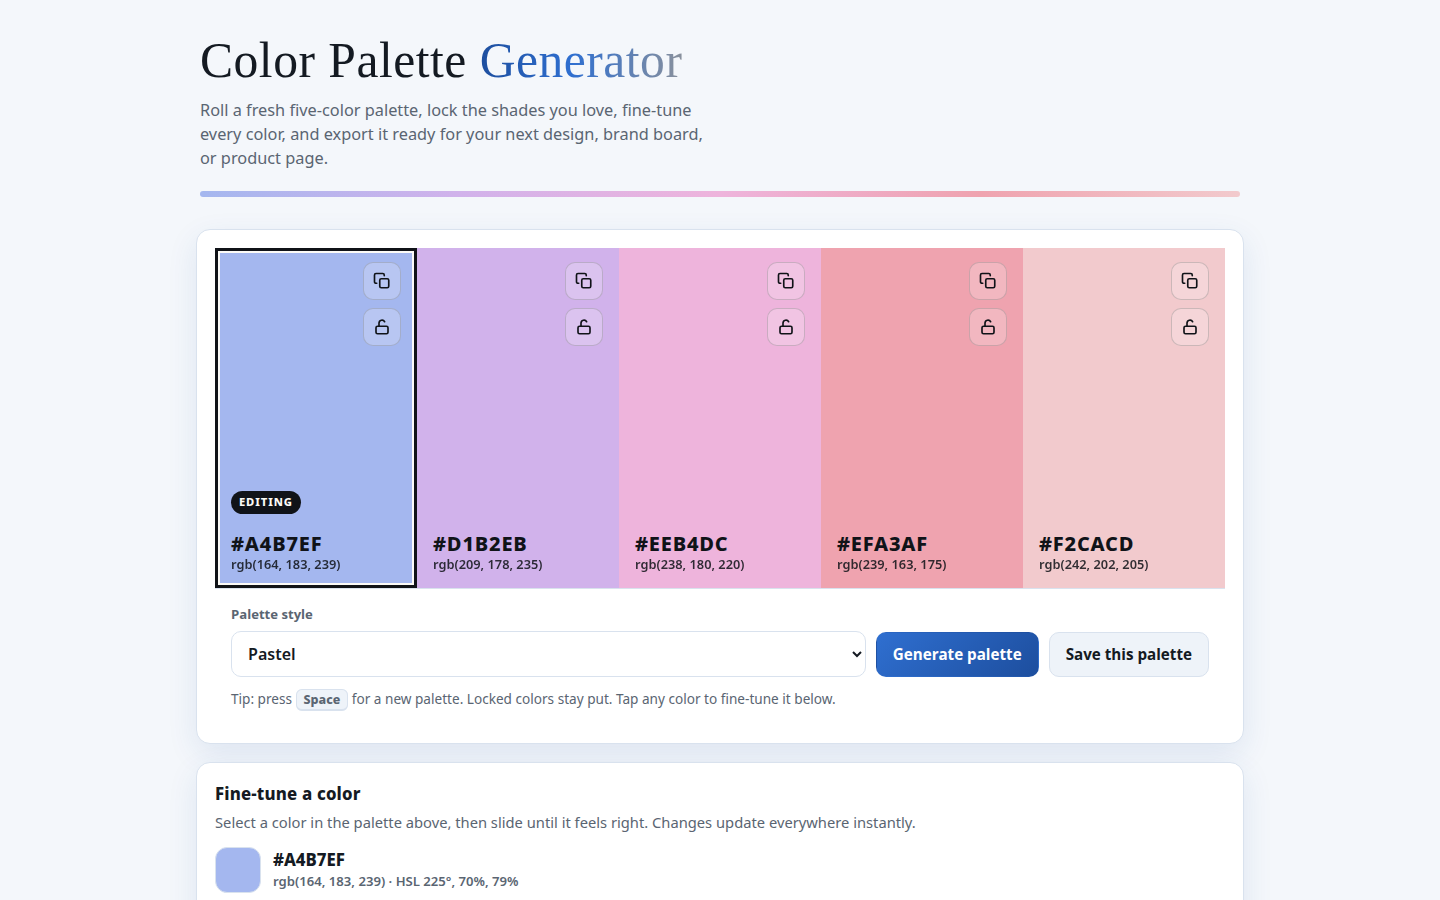 Color Palette Generator
Roll a fresh five-color palette, lock the shades you love, fine-tune
every color, and export it ready for your next design, brand board,
or product page.
EDITING
#A4B7EF
rgb(164, 183, 239)
#D1B2EB
rgb(209, 178, 235)
#EEB4DC
rgb(238, 180, 220)
#EFA3AF
rgb(239, 163, 175)
#F2CACD
rgb(242, 202, 205)
Palette style
Pastel
Generate palette
Save this palette
Tip: press Space for a new palette. Locked colors stay put. Tap any color to fine-tune it below.
Fine-tune a color
Select a color in the palette above, then slide until it feels right. Changes update everywhere instantly.
#A4B7EF
rgb(164, 183, 239) · HSL 225°, 70%, 79%